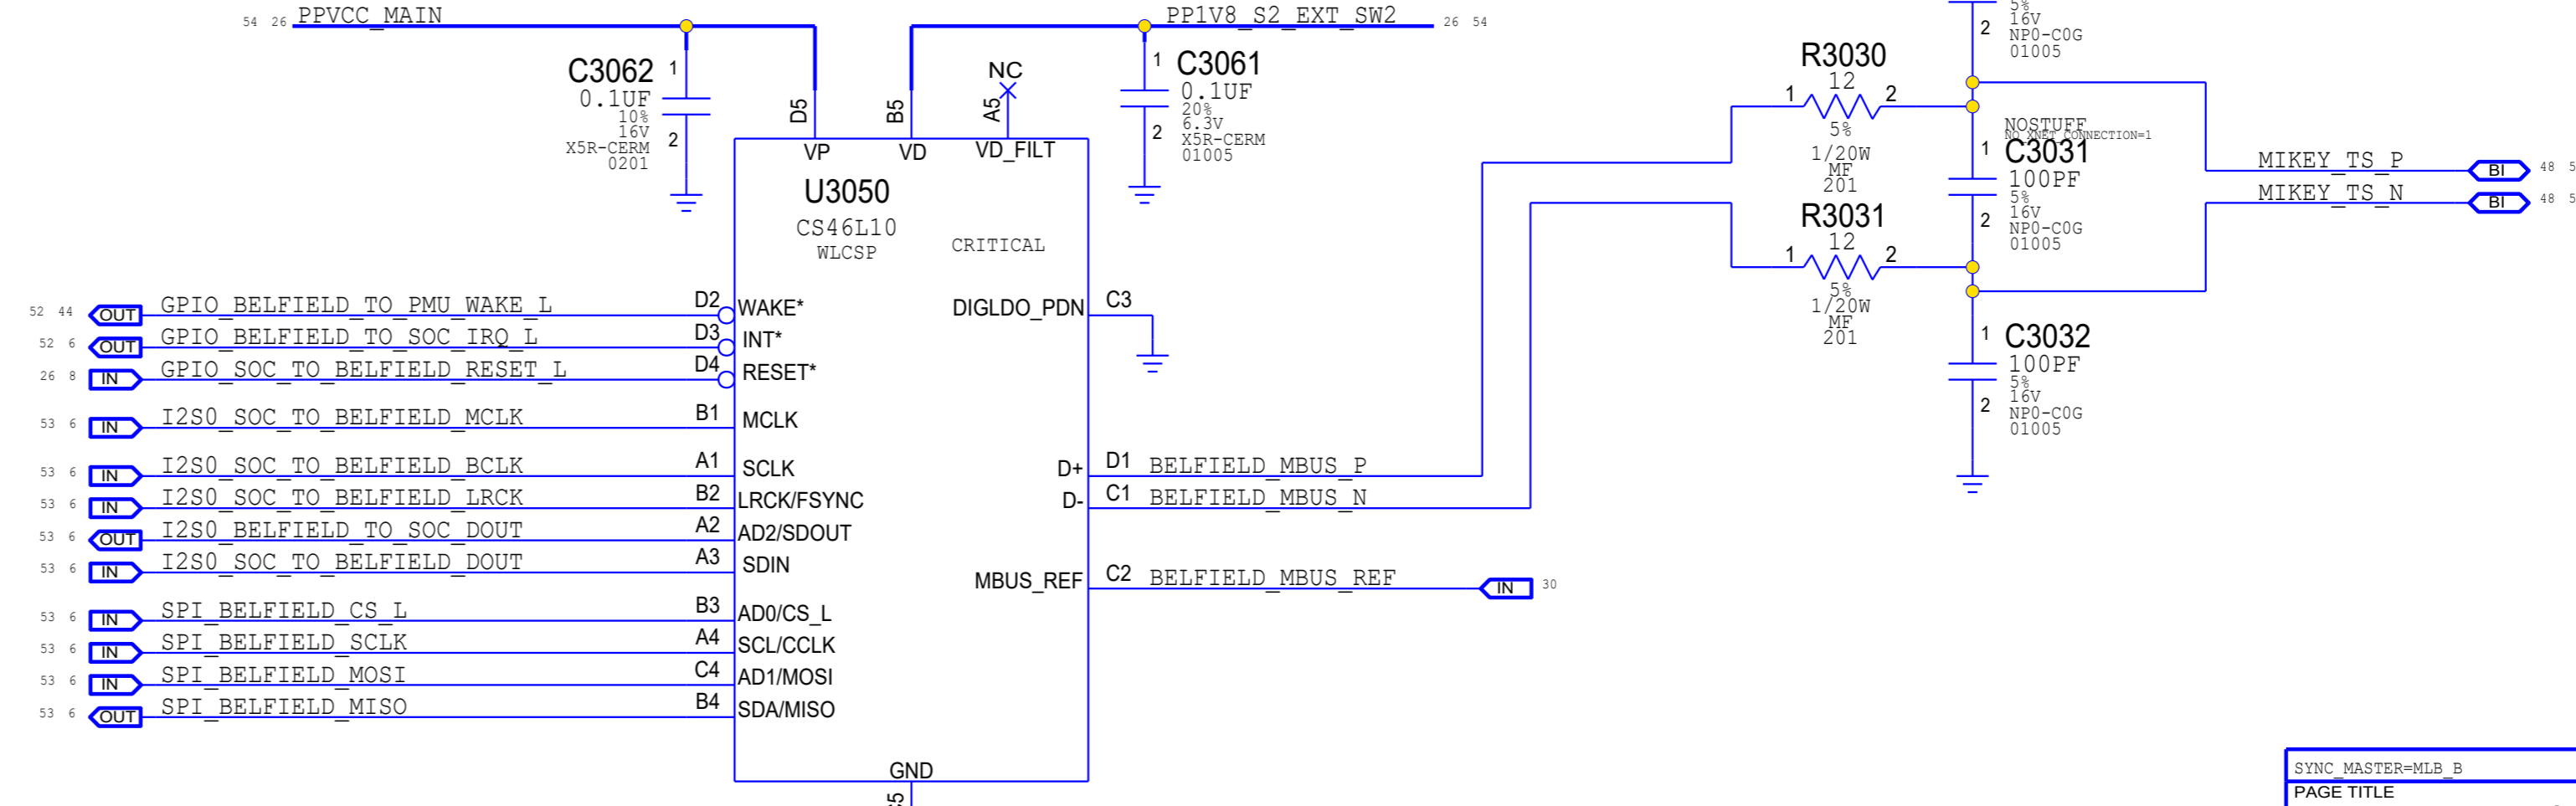 54 26 PPVCC_MAIN
PP1V8_S2_EXT_SW2 26 54
C3062
0.1UF
10%
16V
X5R-CERM
0201
1
2
D5
B5
NC
A5
C3061
0.1UF
20%
6.3V
X5R-CERM
01005
1
2
VP
VD
VD_FILT
U3050
CS46L10
WLCSP
CRITICAL
52 44 OUT GPIO_BELFIELD_TO_PMU_WAKE_L D2 WAKE*
52 6 OUT GPIO_BELFIELD_TO_SOC_IRQ_L D3 INT*
26 8 IN GPIO_SOC_TO_BELFIELD_RESET_L D4 RESET*
53 6 IN I2S0_SOC_TO_BELFIELD_MCLK B1 MCLK
53 6 IN I2S0_SOC_TO_BELFIELD_BCLK A1 SCLK
53 6 IN I2S0_SOC_TO_BELFIELD_LRCK B2 LRCK/FSYNC
53 6 OUT I2S0_BELFIELD_TO_SOC_DOUT A2 AD2/SDOUT
53 6 IN I2S0_SOC_TO_BELFIELD_DOUT A3 SDIN
53 6 IN SPI_BELFIELD_CS_L B3 AD0/CS_L
53 6 IN SPI_BELFIELD_SCLK A4 SCL/CCLK
53 6 IN SPI_BELFIELD_MOSI C4 AD1/MOSI
53 6 OUT SPI_BELFIELD_MISO B4 SDA/MISO
GND
DIGLDO_PDN C3
D+ D1 BELFIELD_MBUS_P
D- C1 BELFIELD_MBUS_N
MBUS_REF C2 BELFIELD_MBUS_REF IN 30
R3030
1 12 2
5%
1/20W
MF
201
R3031
1 12 2
5%
1/20W
MF
201
5%
16V
NP0-C0G
01005
2
NOSTUFF
NO_XNET_CONNECTION=1
C3031
100PF
5%
16V
NP0-C0G
01005
1
2
C3032
100PF
5%
16V
NP0-C0G
01005
1
2
MIKEY_TS_P BI 48
MIKEY_TS_N BI 48
SYNC_MASTER=MLB_B
PAGE TITLE